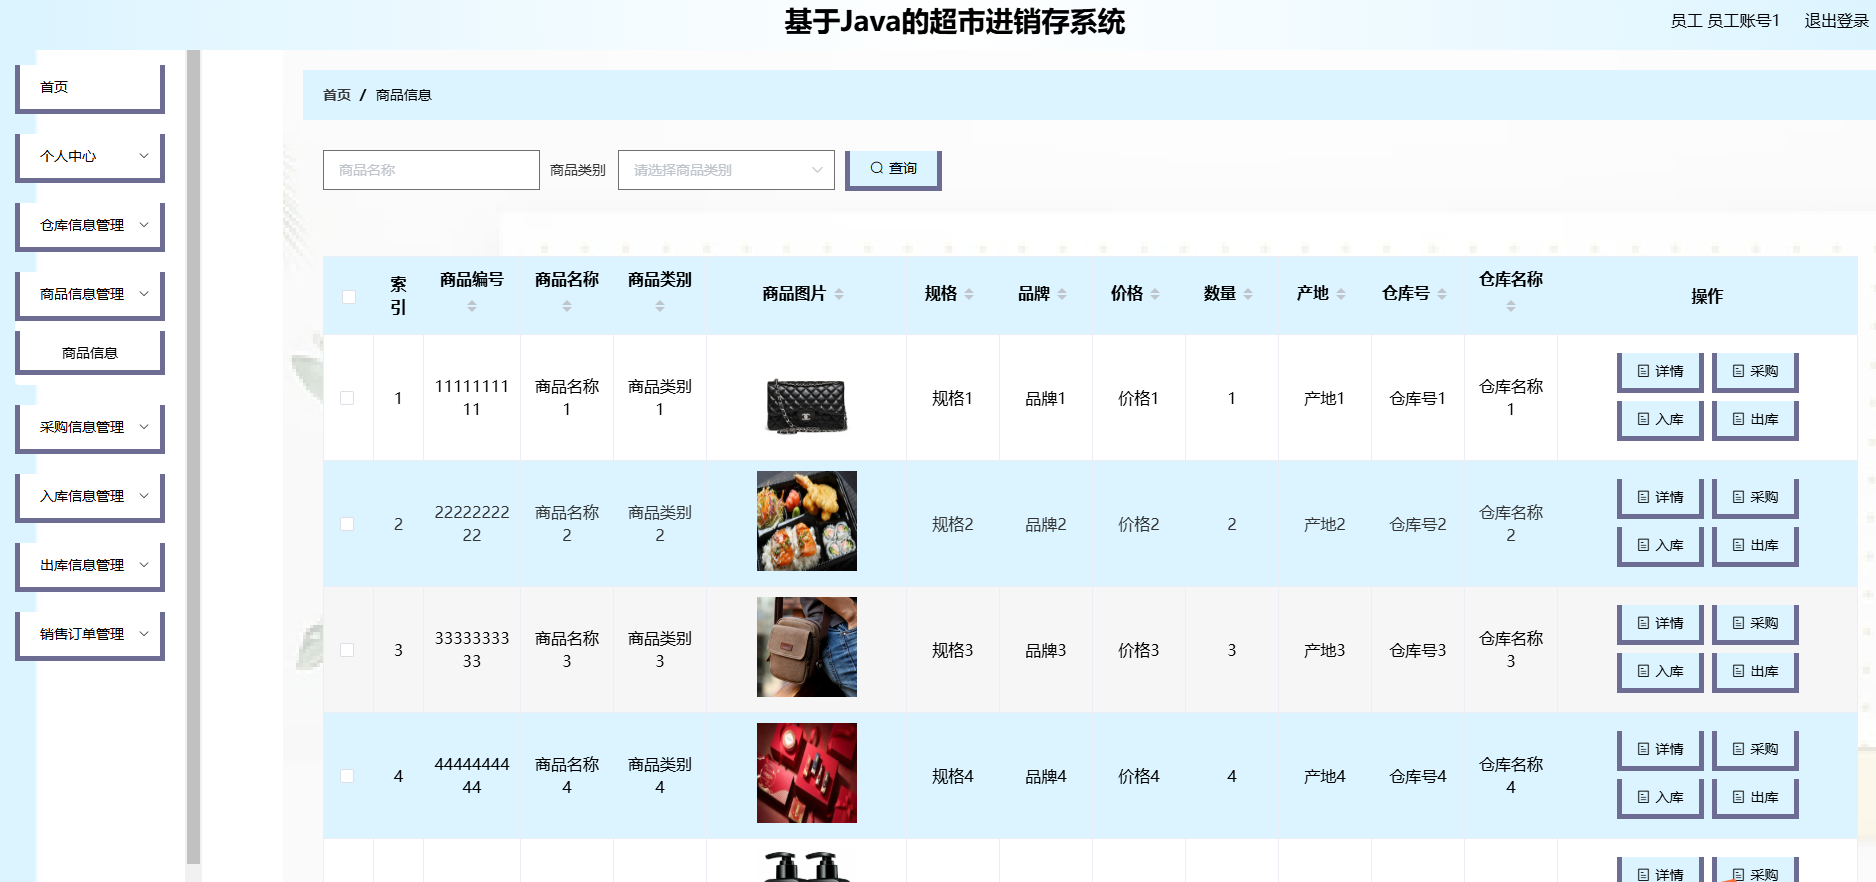 基于Java的超市进销存系统
员工 员工账号1 退出登录
首页
个人中心
仓库信息管理
商品信息管理
商品信息
采购信息管理
入库信息管理
出库信息管理
销售订单管理
首页 / 商品信息
商品名称 商品类别 请选择商品类别 查询
索引 商品编号 商品名称 商品类别 商品图片 规格 品牌 价格 数量 产地 仓库号 仓库名称 操作
1 1111111111 商品名称1 商品类别1 规格1 品牌1 价格1 1 产地1 仓库号1 仓库名称1 详情 采购
入库 出库
2 2222222222 商品名称2 商品类别2 规格2 品牌2 价格2 2 产地2 仓库号2 仓库名称2 详情 采购
入库 出库
3 3333333333 商品名称3 商品类别3 规格3 品牌3 价格3 3 产地3 仓库号3 仓库名称3 详情 采购
入库 出库
4 4444444444 商品名称4 商品类别4 规格4 品牌4 价格4 4 产地4 仓库号4 仓库名称4 详情 采购
入库 出库
详情 采购